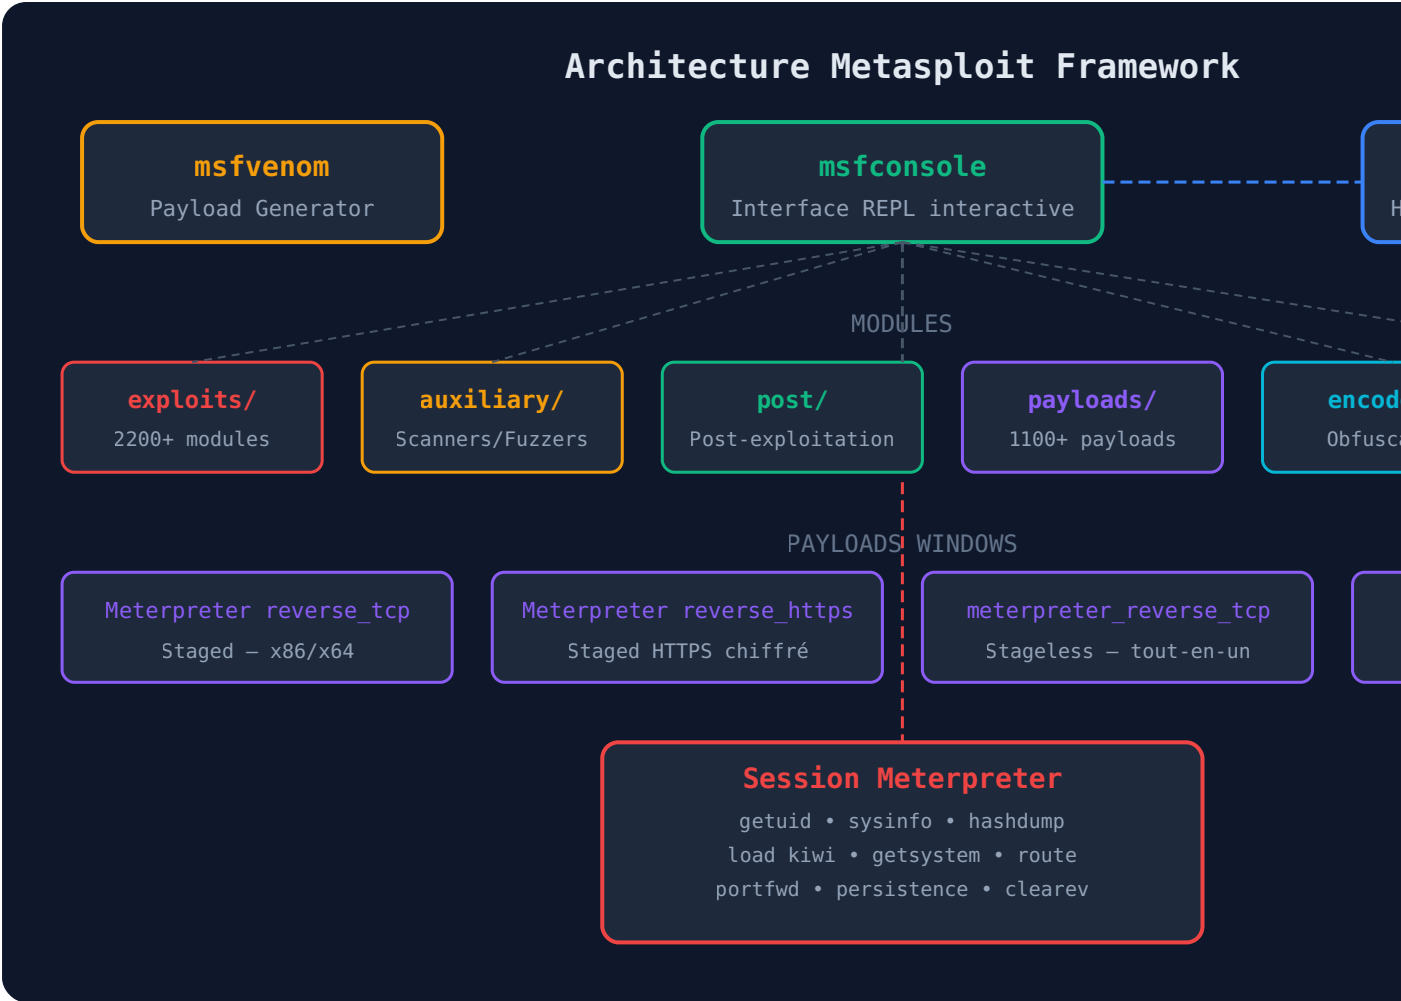 Architecture Metasploit Framework
msfvenom
Payload Generator
msfconsole
Interface REPL interactive
H
MODULES
exploits/
2200+ modules
auxiliary/
Scanners/Fuzzers
post/
Post-exploitation
payloads/
1100+ payloads
encod
Obfusca
PAYLOADS WINDOWS
Meterpreter reverse_tcp
Staged — x86/x64
Meterpreter reverse_https
Staged HTTPS chiffré
meterpreter_reverse_tcp
Stageless — tout-en-un
Session Meterpreter
getuid • sysinfo • hashdump
load kiwi • getsystem • route
portfwd • persistence • clearev